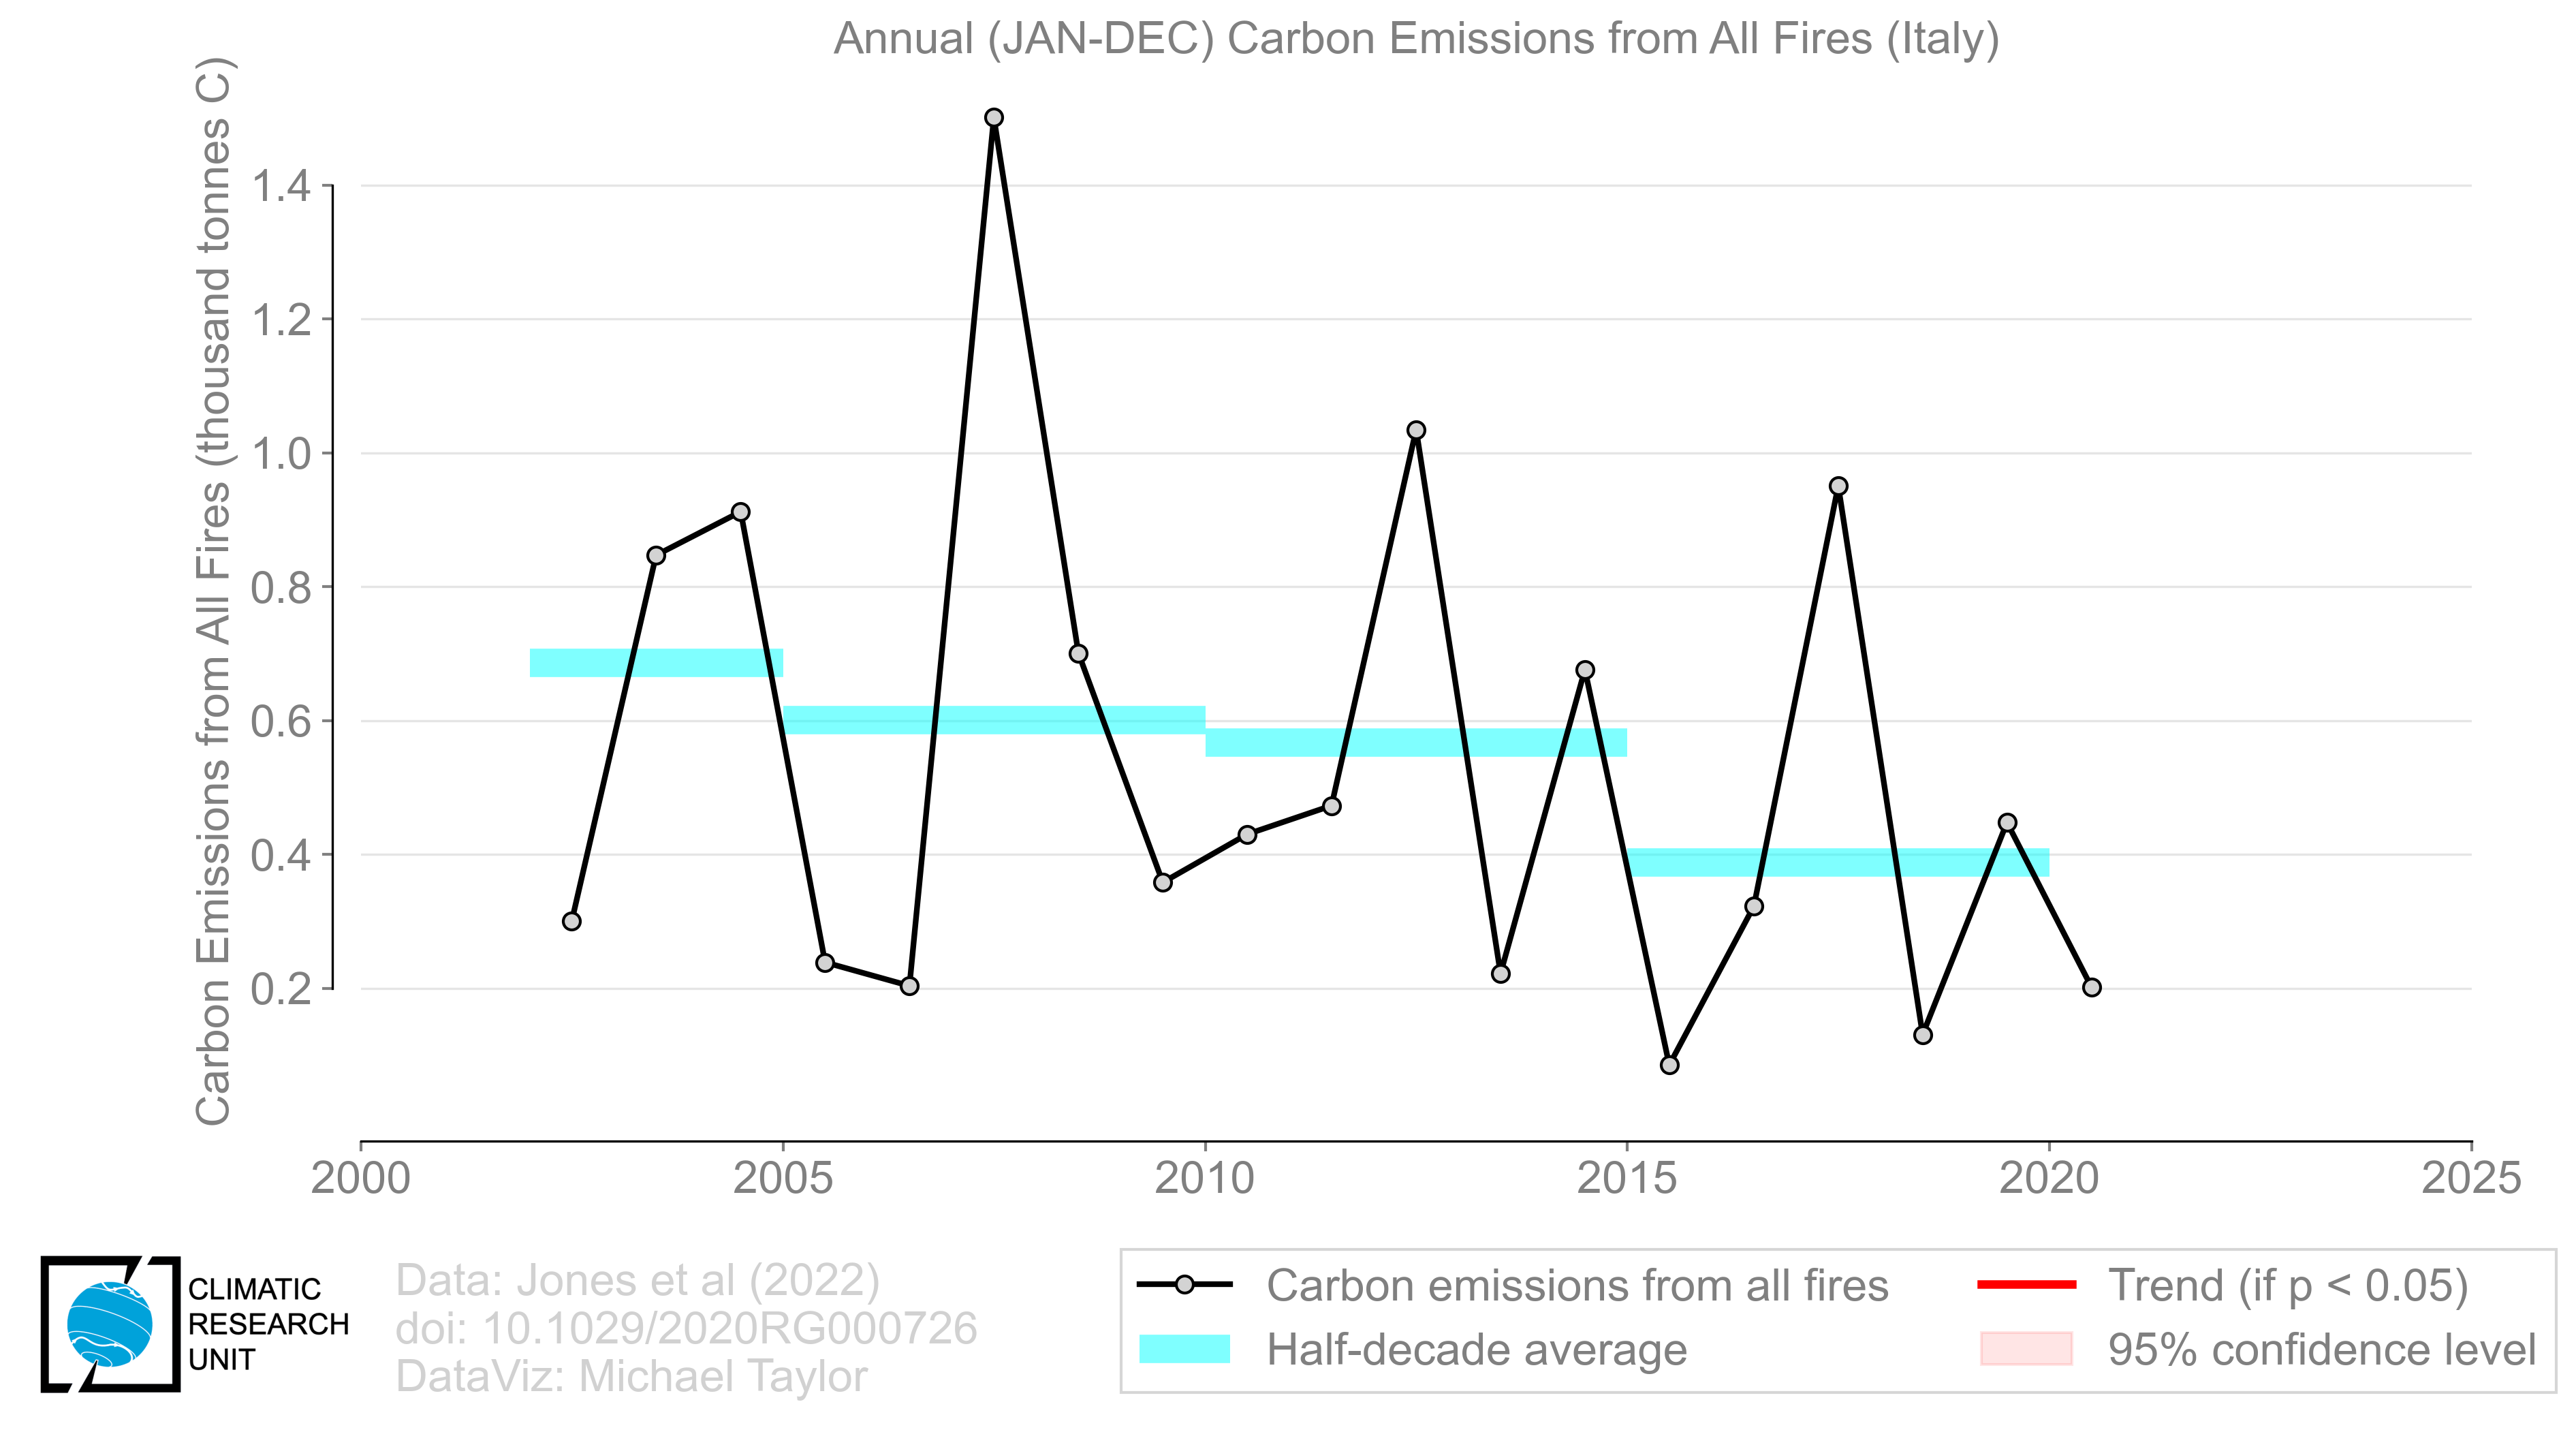 Annual (JAN-DEC) Carbon Emissions from All Fires (Italy)
Carbon Emissions from All Fires (thousand tonnes C)
1.4
1.2
1.0
0.8
0.6
0.4
0.2
2000
2005
2010
2015
2020
2025
CLIMATIC
RESEARCH
UNIT
Data: Jones et al (2022)
doi: 10.1029/2020RG000726
DataViz: Michael Taylor
Carbon emissions from all fires
Half-decade average
Trend (if p < 0.05)
95% confidence level